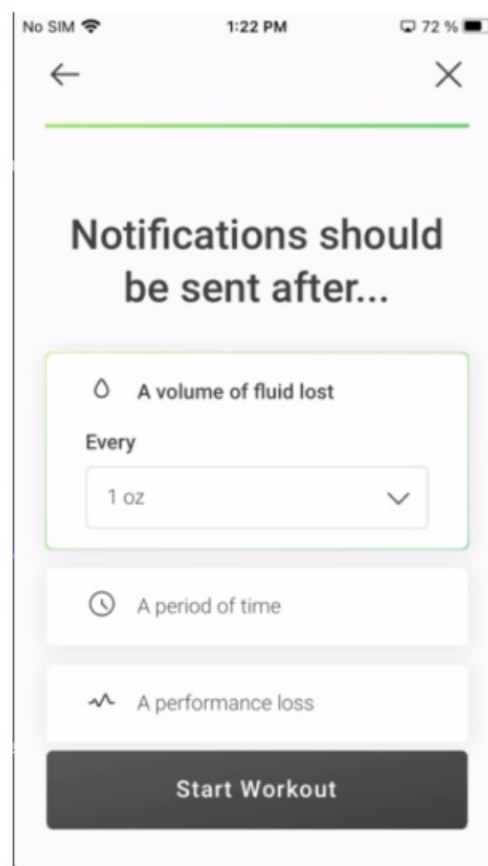 No SIM 1:22 PM 72 %
Notifications should
be sent after...
A volume of fluid lost
Every
1 oz
A period of time
A performance loss
Start Workout